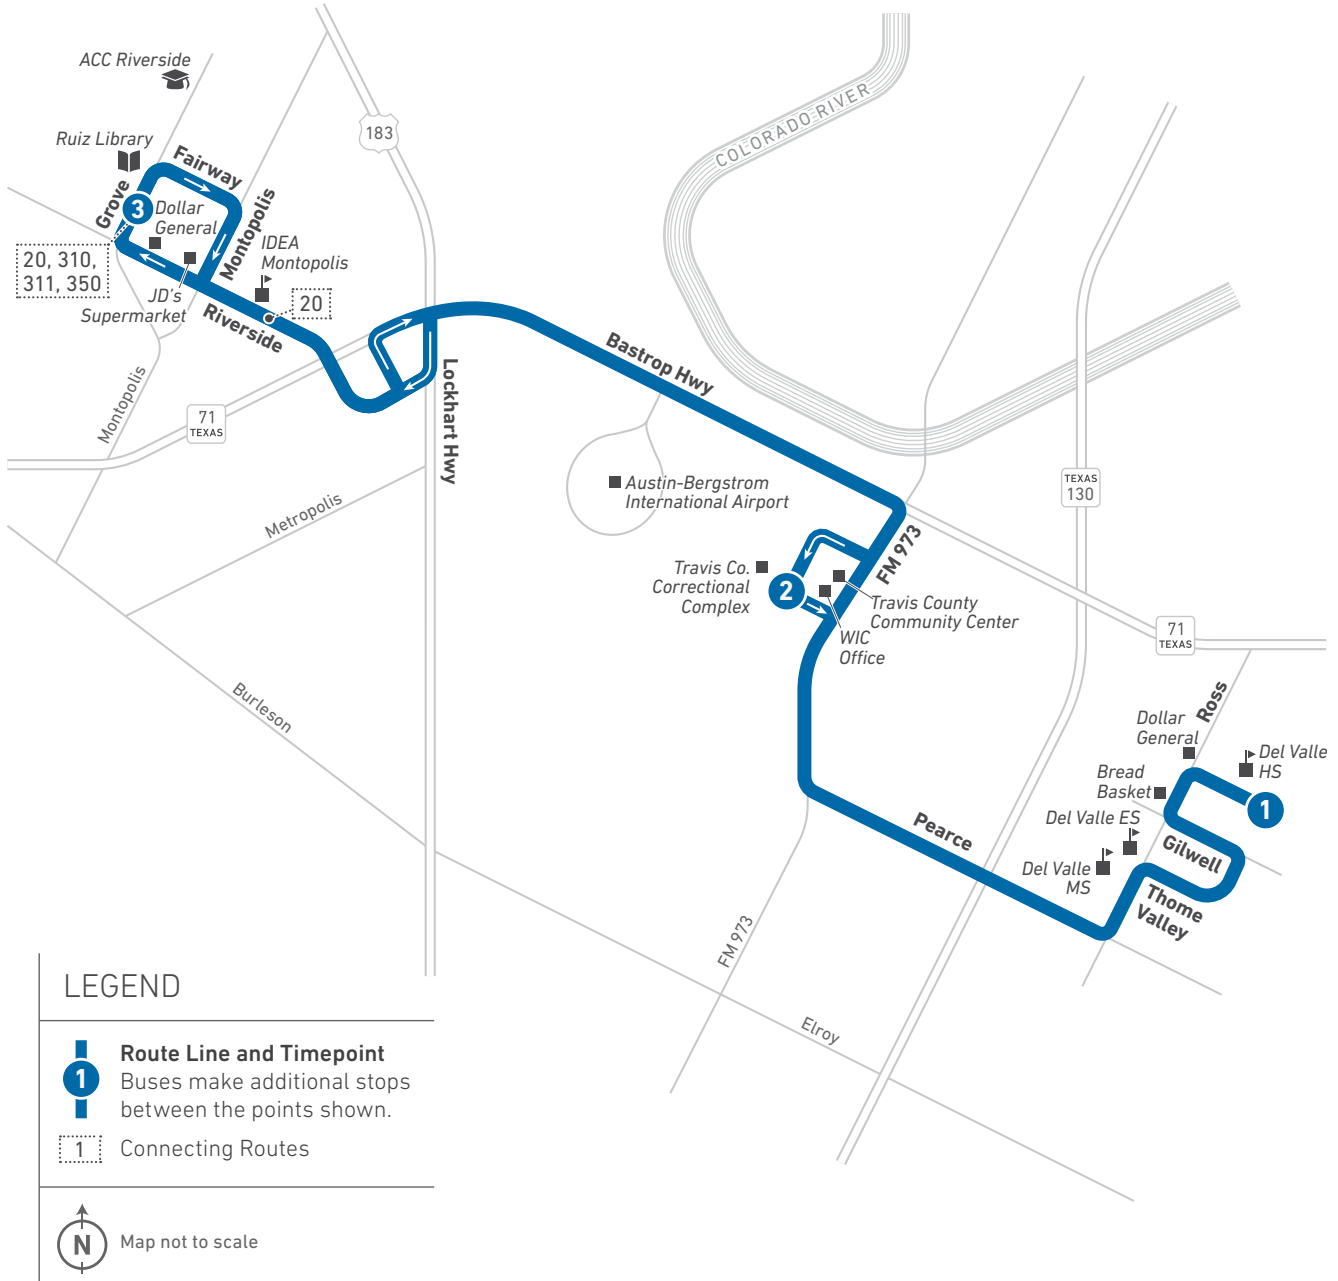 ACC Riverside
Ruiz Library
Fairway
Grove
3
Dollar
General
Montopolis
IDEA
Montopolis
20, 310,
311, 350
JD's
Supermarket
20
Riverside
183
COLORADO RIVER
Montopolis
71
TEXAS
Lockhart Hwy
Bastrop Hwy
Metropolis
Austin-Bergstrom
International Airport
TEXAS
130
FM 973
Travis Co.
Correctional
Complex
2
Travis County
Community Center
WIC
Office
71
TEXAS
Burleson
Ross
Dollar
General
Del Valle
HS
Bread
Basket
1
Del Valle ES
Gilwell
Del Valle
MS
Thome
Valley
Pearce
FM 973
Elroy
LEGEND
1
Route Line and Timepoint
Buses make additional stops
between the points shown.
1
Connecting Routes
N
Map not to scale